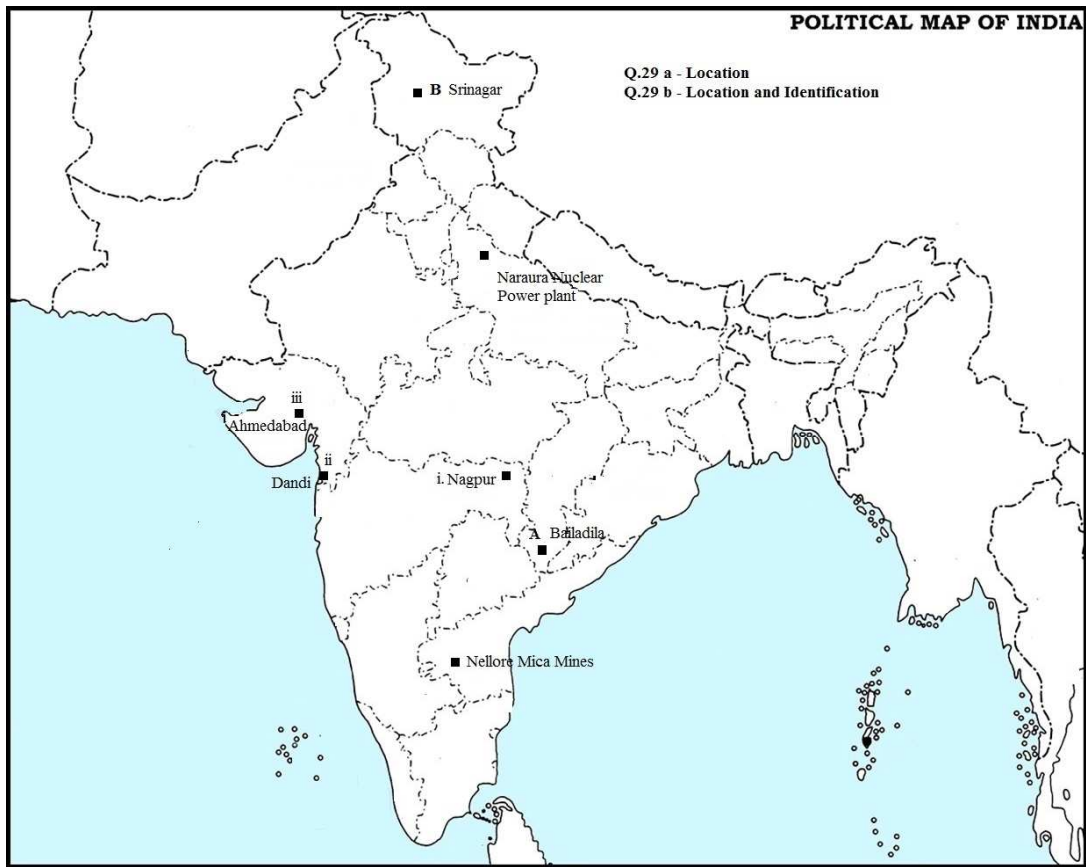 POLITICAL MAP OF INDIA
Q.29 a - Location
Q.29 b - Location and Identification
B Srinagar
Naraura Nuclear
Power plant
iii
Ahmedabad
ii
Dandi
i. Nagpur
A Bailadila
Nellore Mica Mines